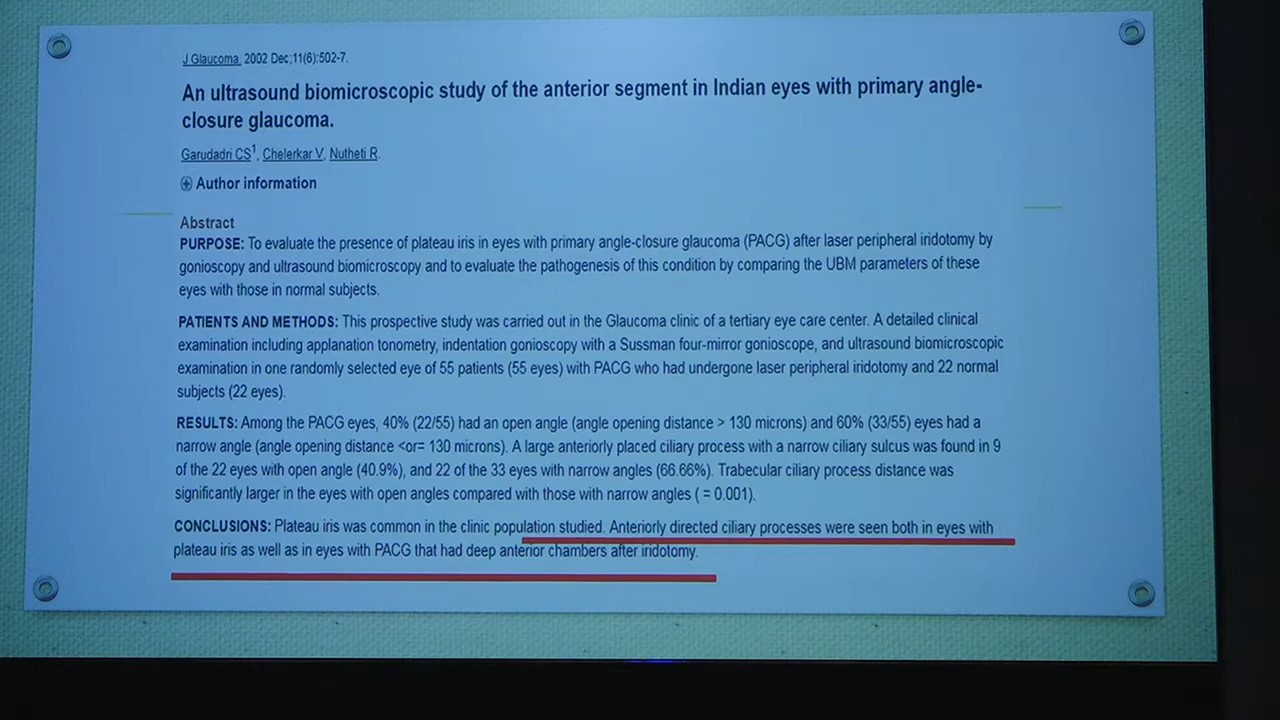 J Glaucoma. 2002 Dec;11(6):502-7.
An ultrasound biomicroscopic study of the anterior segment in Indian eyes with primary angle-
closure glaucoma.
Garudadri CS1, Chelerkar V, Nutheti R.
Author information
Abstract
PURPOSE: To evaluate the presence of plateau iris in eyes with primary angle-closure glaucoma (PACG) after laser peripheral iridotomy by
gonioscopy and ultrasound biomicroscopy and to evaluate the pathogenesis of this condition by comparing the UBM parameters of these
eyes with those in normal subjects.
PATIENTS AND METHODS: This prospective study was carried out in the Glaucoma clinic of a tertiary eye care center. A detailed clinical
examination including applanation tonometry, indentation gonioscopy with a Sussman four-mirror gonioscope, and ultrasound biomicroscopic
examination in one randomly selected eye of 55 patients (55 eyes) with PACG who had undergone laser peripheral iridotomy and 22 normal
subjects (22 eyes).
RESULTS: Among the PACG eyes, 40% (22/55) had an open angle (angle opening distance > 130 microns) and 60% (33/55) eyes had a
narrow angle (angle opening distance <or= 130 microns). A large anteriorly placed ciliary process with a narrow ciliary sulcus was found in 9
of the 22 eyes with open angle (40.9%), and 22 of the 33 eyes with narrow angles (66.66%). Trabecular ciliary process distance was
significantly larger in the eyes with open angles compared with those with narrow angles ( = 0.001).
CONCLUSIONS: Plateau iris was common in the clinic population studied. Anteriorly directed ciliary processes were seen both in eyes with
plateau iris as well as in eyes with PACG that had deep anterior chambers after iridotomy.